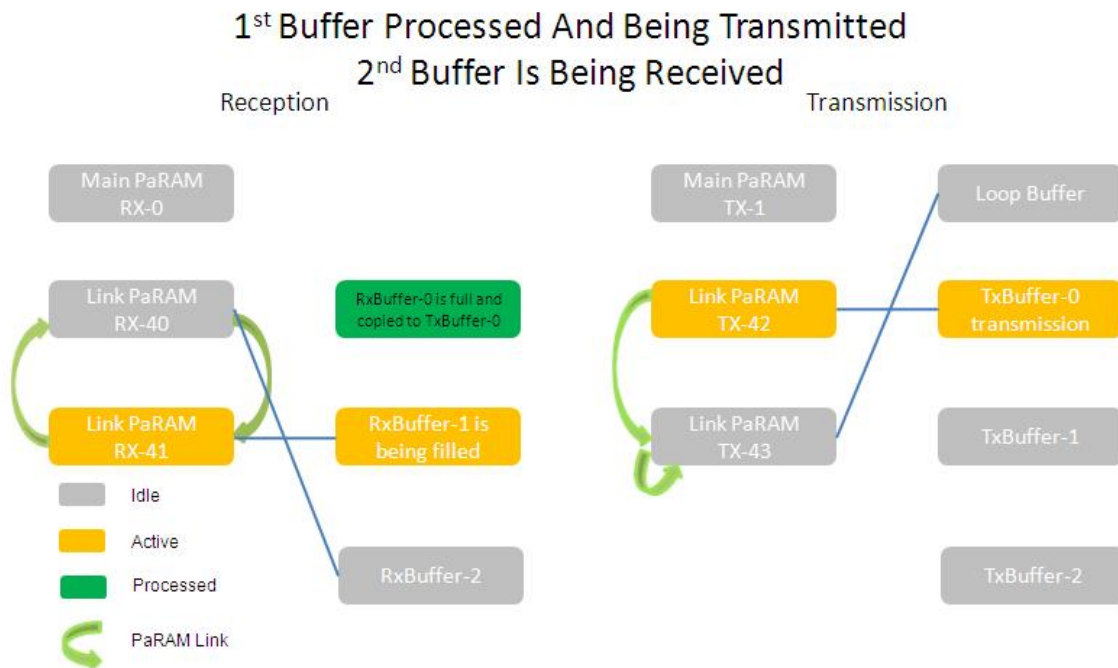 1st Buffer Processed And Being Transmitted
2nd Buffer Is Being Received
Reception
Transmission
Main PaRAM
RX-0
Main PaRAM
TX-1
Loop Buffer
Link PaRAM
RX-40
RxBuffer-0 is full and
copied to TxBuffer-0
Link PaRAM
TX-42
TxBuffer-0
transmission
Link PaRAM
RX-41
RxBuffer-1 is
being filled
Link PaRAM
TX-43
TxBuffer-1
Idle
Active
RxBuffer-2
TxBuffer-2
Processed
PaRAM Link